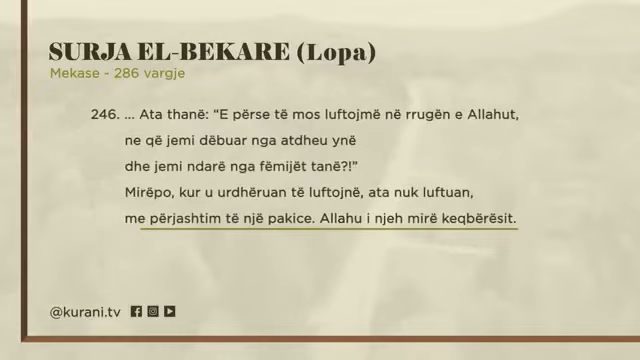 SURJA EL-BEKARE (Lopa)
Mekase - 286 vargje
246. ... Ata thanë: “E përse të mos luftojmë në rrugën e Allahut,
ne që jemi dëbuar nga atdheu ynë
dhe jemi ndarë nga fëmijët tanë?!”
Mirëpo, kur u urdhëruan të luftojnë, ata nuk luftuan,
me përjashtim të një pakice. Allahu i njeh mirë keqbërësit.
@kurani.tv